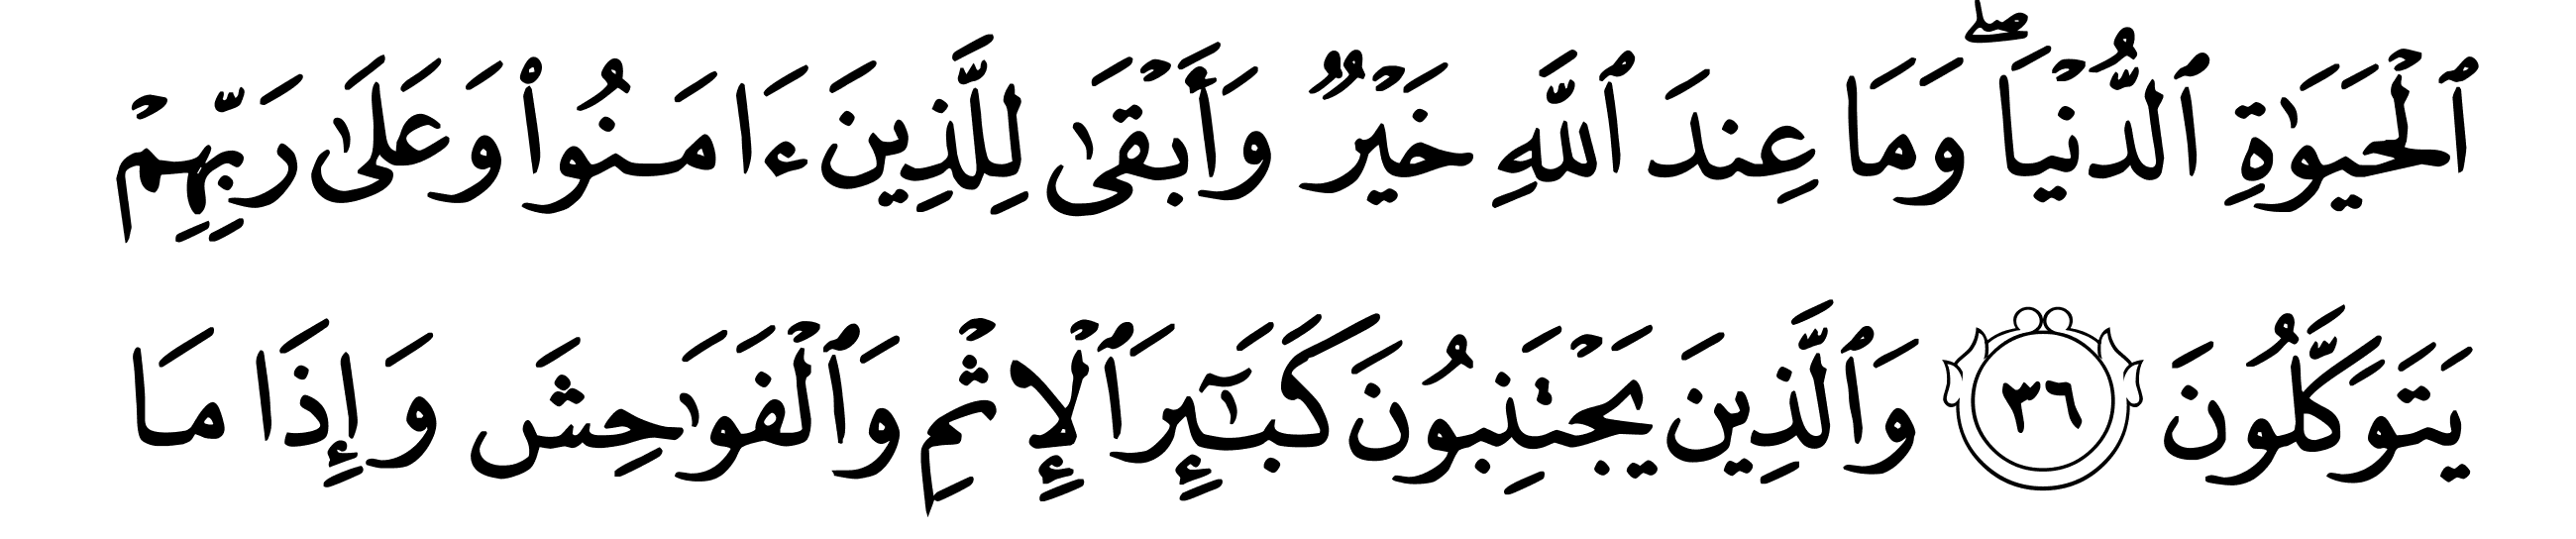 ٱلْحَيَوٰةِ ٱلدُّنْيَا ۖ وَمَا عِندَ ٱللَّهِ خَيْرٌ وَأَبْقَىٰ لِلَّذِينَ ءَامَنُوا۟ وَعَلَىٰ رَبِّهِمْ
يَتَوَكَّلُونَ ٣٦ وَٱلَّذِينَ يَجْتَنِبُونَ كَبَـٰٓئِرَ ٱلْإِثْمِ وَٱلْفَوَٰحِشَ وَإِذَا مَا